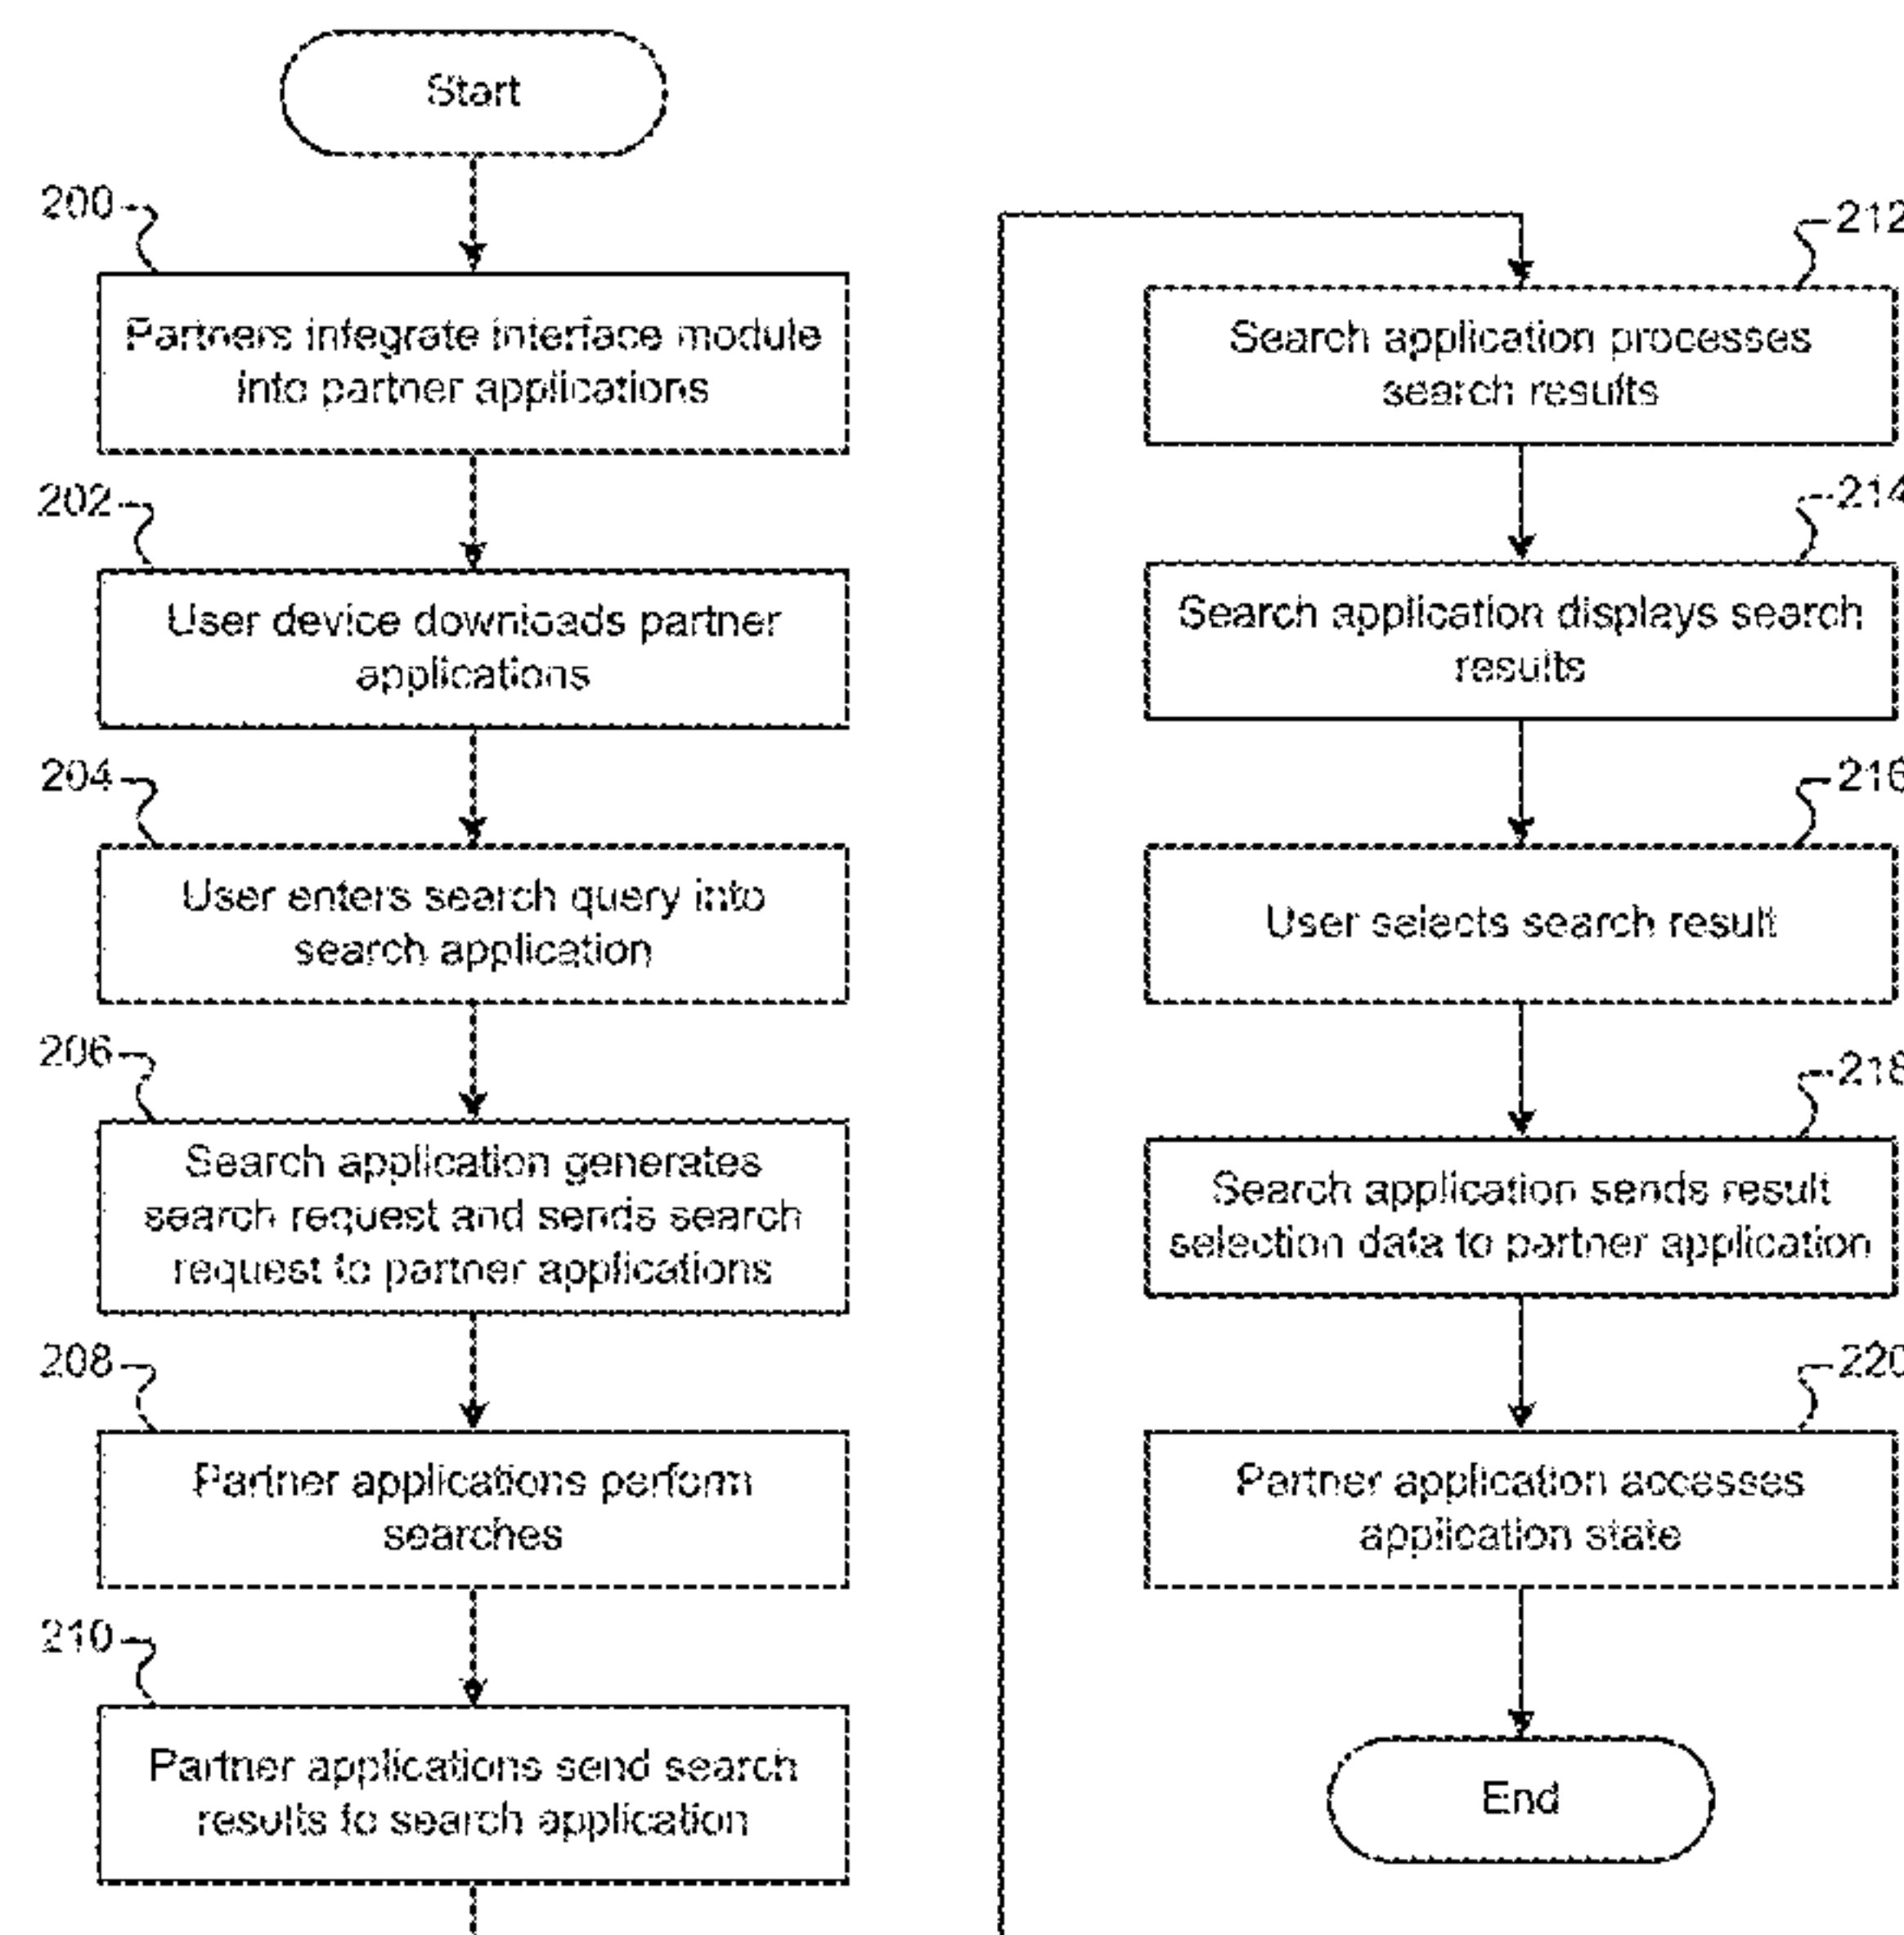 Start
200
Partners integrate interface module
into partner applications
202
User device downloads partner
applications
204
User enters search query into
search application
206
Search application generates
search request and sends search
request to partner applications
208
Partner applications perform
searches
210
Partner applications send search
results to search application
212
Search application processes
search results
214
Search application displays search
results
216
User selects search result
218
Search application sends result
selection data to partner application
220
Partner application accesses
application state
End